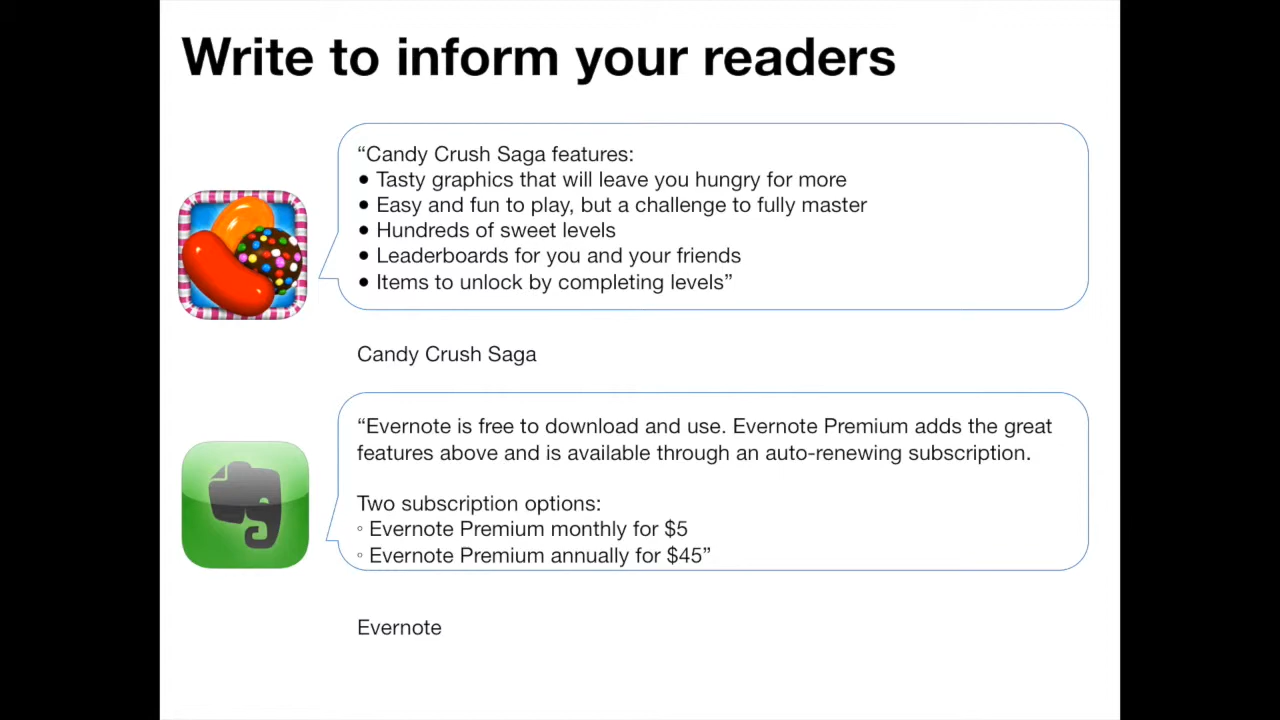 Write to inform your readers
“Candy Crush Saga features:
● Tasty graphics that will leave you hungry for more
● Easy and fun to play, but a challenge to fully master
● Hundreds of sweet levels
● Leaderboards for you and your friends
● Items to unlock by completing levels”
Candy Crush Saga
“Evernote is free to download and use. Evernote Premium adds the great
features above and is available through an auto-renewing subscription.
Two subscription options:
◦ Evernote Premium monthly for $5
◦ Evernote Premium annually for $45”
Evernote